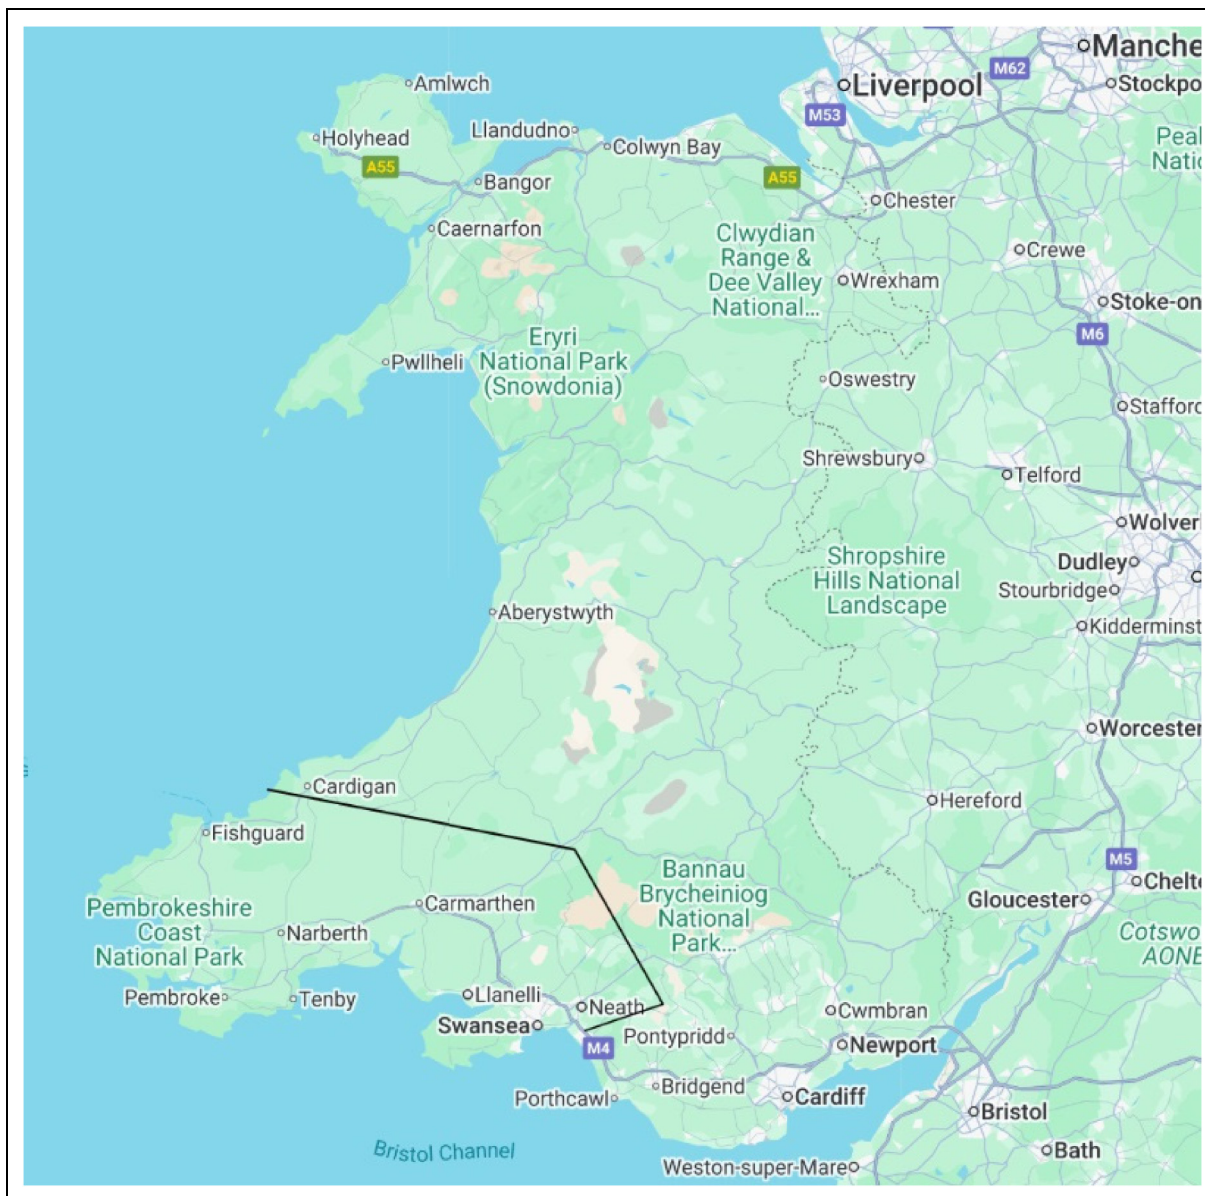 Manche
Liverpool
M62
Stockpo
Amlwch
M53
Peal
Natio
Holyhead
Llandudno
Colwyn Bay
A55
A55
Bangor
Chester
Caernarfon
Clwydian
Range &
Dee Valley
National...
Crewe
Wrexham
Stoke-on
Eryri
National Park
(Snowdonia)
M6
Pwllheli
Oswestry
Stafford
Shrewsbury
Telford
Wolverl
Shropshire
Hills National
Landscape
Dudley
Stourbridge
Aberystwyth
Kidderminst
Worcester
Cardigan
Hereford
Fishguard
Bannau
Brycheiniog
National
Park...
M5
Chelte
Gloucester
Pembrokeshire
Coast
National Park
Carmarthen
Narberth
Cotswo
AONB
Pembroke
Tenby
Llanelli
Neath
Cwmbran
Swansea
Pontypridd
M4
Newport
Bridgend
Porthcawl
Cardiff
Bristol
Bristol Channel
Bath
Weston-super-Mare